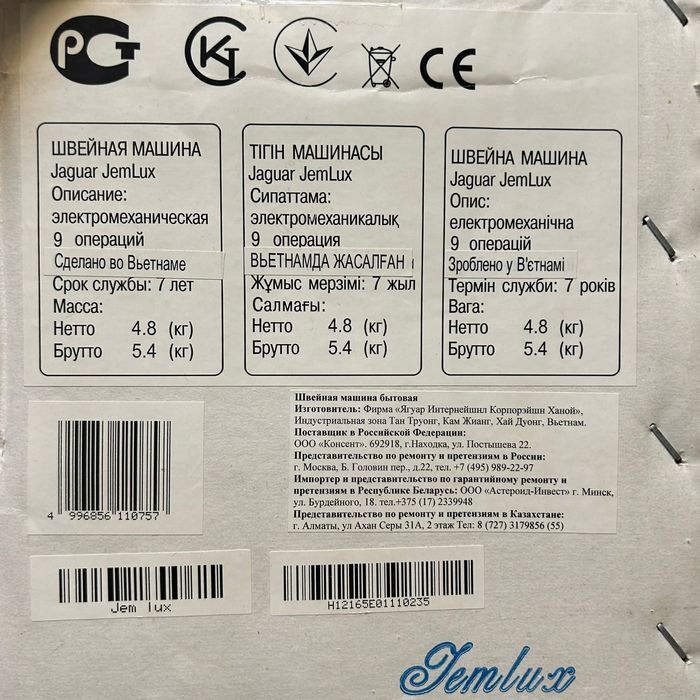 РСТ
CE
ШВЕЙНАЯ МАШИНА
Jaguar JemLux
Описание:
электромеханическая
9 операций
Сделано во Вьетнаме
Срок службы: 7 лет
Масса:
Нетто 4.8 (кг)
Брутто 5.4 (кг)
ТІГІН МАШИНАСЫ
Jaguar JemLux
Сипаттама:
электромеханикалық
9 операция
ВЬЕТНАМДА ЖАСАЛҒАН
Жұмыс мерзімі: 7 жыл
Салмағы:
Нетто 4.8 (кг)
Брутто 5.4 (кг)
ШВЕЙНА МАШИНА
Jaguar JemLux
Опис:
електромеханічна
9 операцій
Зроблено у В'єтнамі
Термін служби: 7 років
Вага:
Нетто 4.8 (кг)
Брутто 5.4 (кг)
4 996856 110757
Швейная машина бытовая
Изготовитель: Фирма «Ягуар Интернейшнл Корпорэйшн Ханой»,
Индустриальная зона Тан Труонг, Кам Жианг, Хай Дуонг, Вьетнам.
Поставщик в Российской Федерации:
ООО «Консент». 692918, г.Находка, ул. Постышева 22.
Представительство по ремонту и претензиям в России:
г. Москва, Б. Головин пер., д.22, тел. +7 (495) 989-22-97
Импортер и представительство по гарантийному ремонту и
претензиям в Республике Беларусь: ООО «Астероид-Инвест» г. Минск,
ул. Бурдейного, 18. тел.+375 (17) 2339948
Представительство по ремонту и претензиям в Казахстане:
г. Алматы, ул Ахан Серы 31А, 2 этаж Тел: 8 (727) 3179856 (55)
Jem lux
H12165E01110235
Jemlux